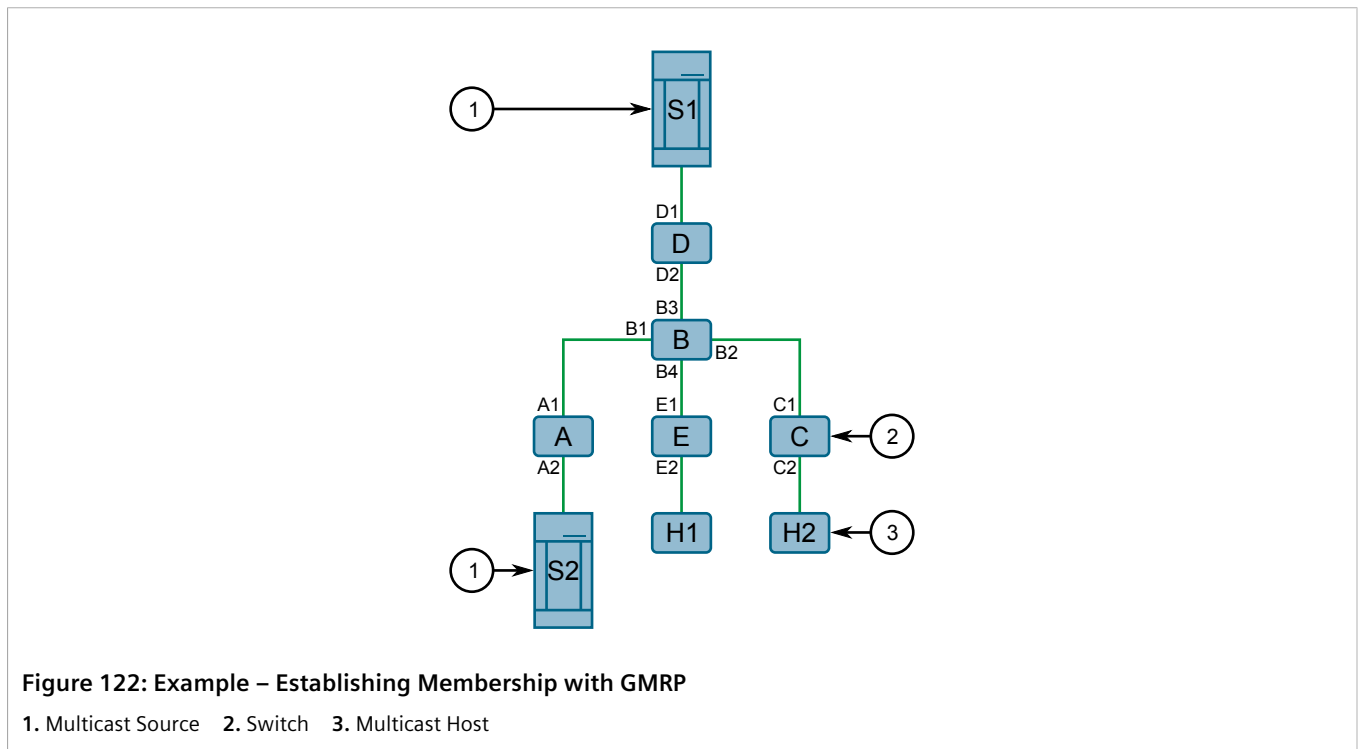 S1
1
D1
D
D2
B3
B1
B
B2
B4
A1
E1
C1
A
E
C
2
A2
E2
C2
H1
H2
3
1
S2
Figure 122: Example – Establishing Membership with GMRP
1. Multicast Source 2. Switch 3. Multicast Host